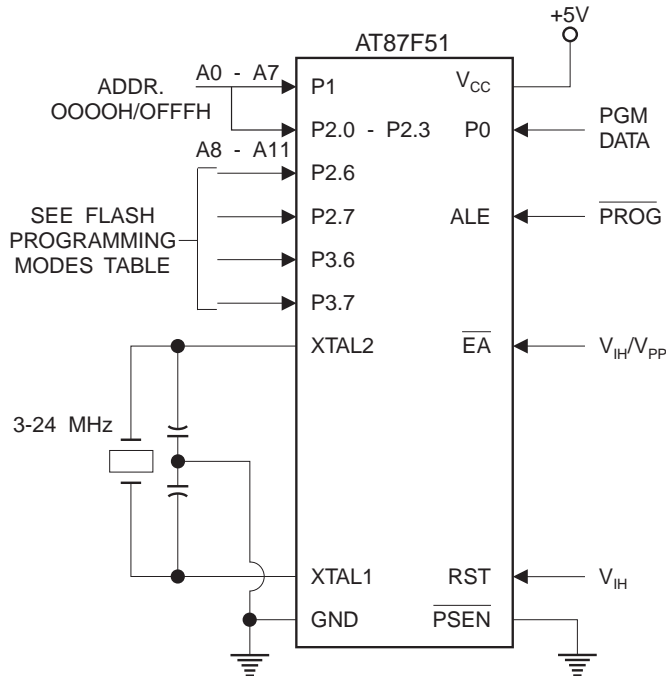 +5V
AT87F51
A0 - A7
ADDR.
OOOOH/OFFFH
P1
VCC
P2.0 - P2.3
P0
PGM
DATA
A8 - A11
P2.6
SEE FLASH
PROGRAMMING
MODES TABLE
P2.7
ALE
PROG
P3.6
P3.7
XTAL2
EA
VIH/VPP
3-24 MHz
XTAL1
RST
VIH
GND
PSEN